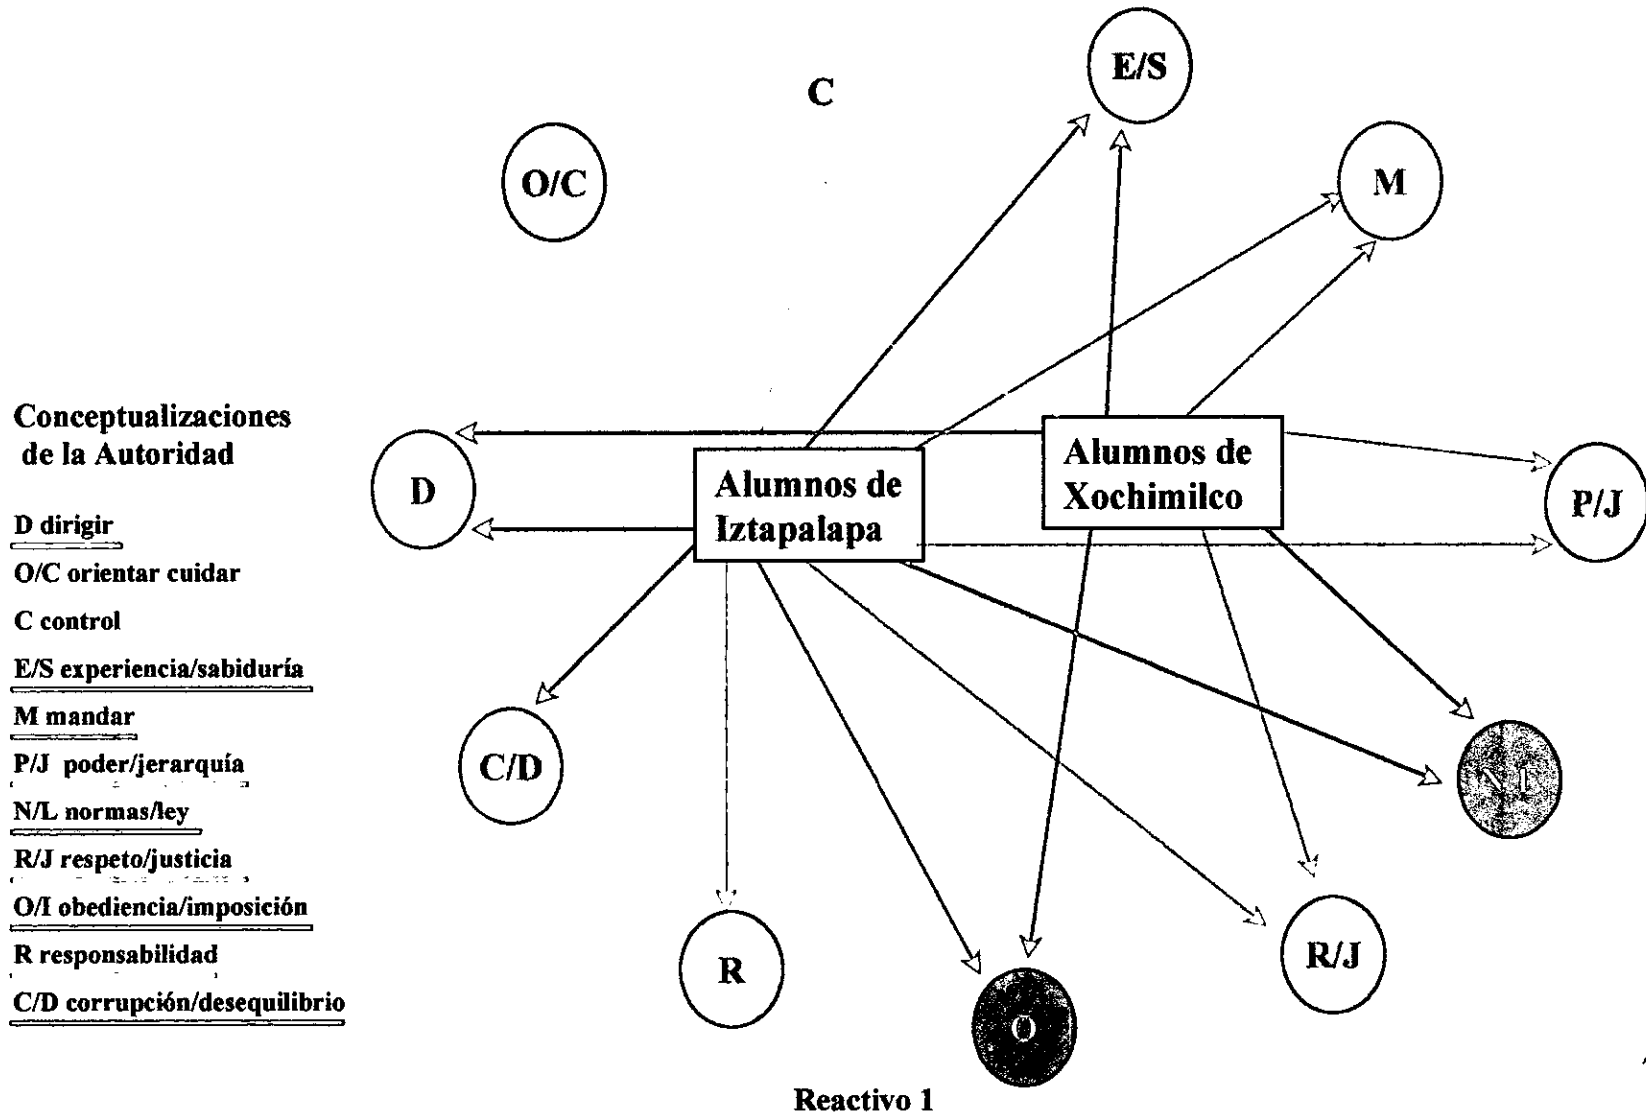 C
E/S
O/C
M
Conceptualizaciones
de la Autoridad
D
Alumnos de
Iztapalapa
Alumnos de
Xochimilco
P/J
D dirigir
O/C orientar cuidar
C control
E/S experiencia/sabiduría
M mandar
P/J poder/jerarquía
N/L normas/ley
R/J respeto/justicia
O/I obediencia/imposición
R responsabilidad
C/D corrupción/desequilibrio
C/D
R
O
R/J
Reactivo 1